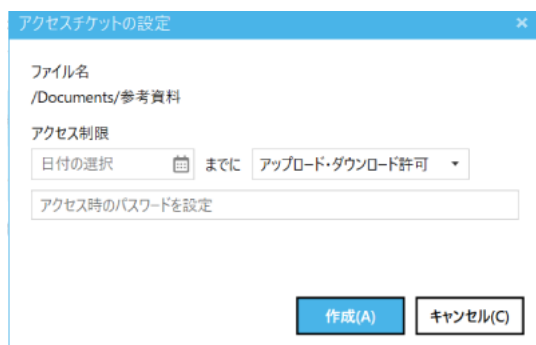 アクセスチケットの設定 ×
ファイル名
/Documents/参考資料
アクセス制限
日付の選択 までに アップロード・ダウンロード許可
アクセス時のパスワードを設定
作成(A) キャンセル(C)